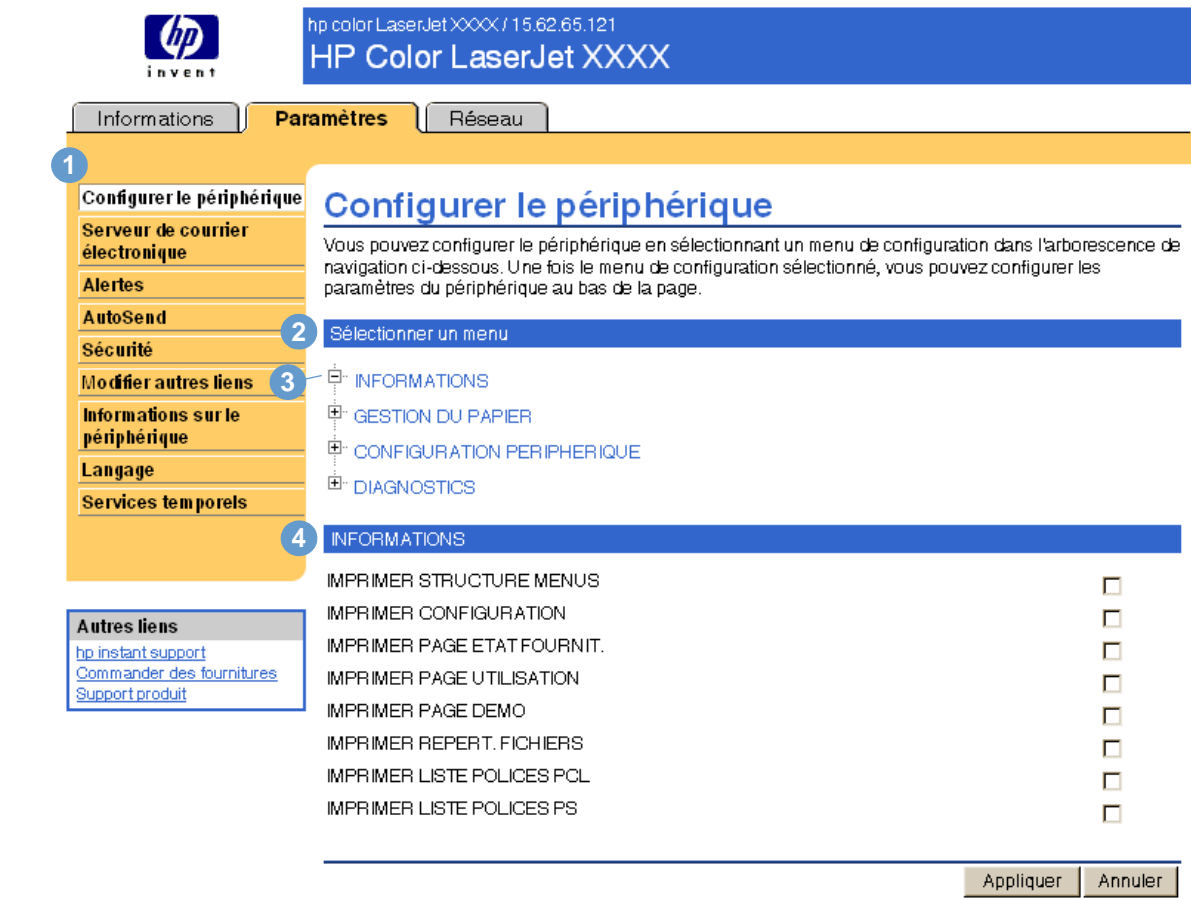 hp
invent
hp color LaserJet XXXX / 15.62.65.121
HP Color LaserJet XXXX
Informations
Paramètres
Réseau
1
Configurer le périphérique
Serveur de courrier
électronique
Alertes
AutoSend
Sécurité
Modifier autres liens
Informations sur le
périphérique
Langage
Services temporels
Autres liens
hp instant support
Commander des fournitures
Support produit
Configurer le périphérique
Vous pouvez configurer le périphérique en sélectionnant un menu de configuration dans l'arborescence de
navigation ci-dessous. Une fois le menu de configuration sélectionné, vous pouvez configurer les
paramètres du périphérique au bas de la page.
2
Sélectionner un menu
3
INFORMATIONS
GESTION DU PAPIER
CONFIGURATION PERIPHERIQUE
DIAGNOSTICS
4
INFORMATIONS
IMPRIMER STRUCTURE MENUS
IMPRIMER CONFIGURATION
IMPRIMER PAGE ETAT FOURNIT.
IMPRIMER PAGE UTILISATION
IMPRIMER PAGE DEMO
IMPRIMER REPERT. FICHIERS
IMPRIMER LISTE POLICES PCL
IMPRIMER LISTE POLICES PS
Appliquer
Annuler